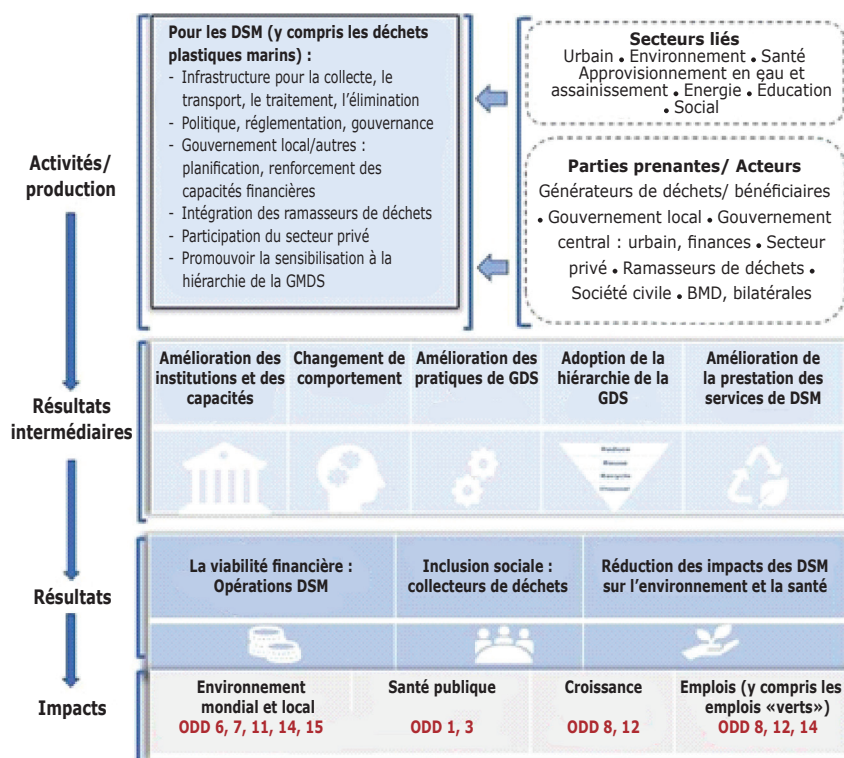 Pour les DSM (y compris les déchets
plastiques marins) :
- Infrastructure pour la collecte, le
transport, le traitement, l'élimination
- Politique, réglementation, gouvernance
- Gouvernement local/autres :
planification, renforcement des
capacités financières
- Intégration des ramasseurs de déchets
- Participation du secteur privé
- Promouvoir la sensibilisation à la
hiérarchie de la GMDS
Secteurs liés
Urbain • Environnement • Santé
Approvisionnement en eau et
assainissement • Energie • Éducation
• Social
Parties prenantes/ Acteurs
Générateurs de déchets/ bénéficiaires
• Gouvernement local • Gouvernement
central : urbain, finances • Secteur
privé • Ramasseurs de déchets •
Société civile • BMD, bilatérales
Activités/
production
Résultats
intermédiaires
Amélioration des
institutions et des
capacités
Changement de
comportement
Amélioration des
pratiques de GDS
Adoption de la
hiérarchie de la
GDS
Reduce
Reuse
Recycle
Disposal
Amélioration de
la prestation des
services de DSM
Résultats
La viabilité financière :
Opérations DSM
Inclusion sociale :
collecteurs de déchets
Réduction des impacts des DSM
sur l'environnement et la santé
Impacts
Environnement
mondial et local
ODD 6, 7, 11, 14, 15
Santé publique
ODD 1, 3
Croissance
ODD 8, 12
Emplois (y compris les
emplois «verts»)
ODD 8, 12, 14